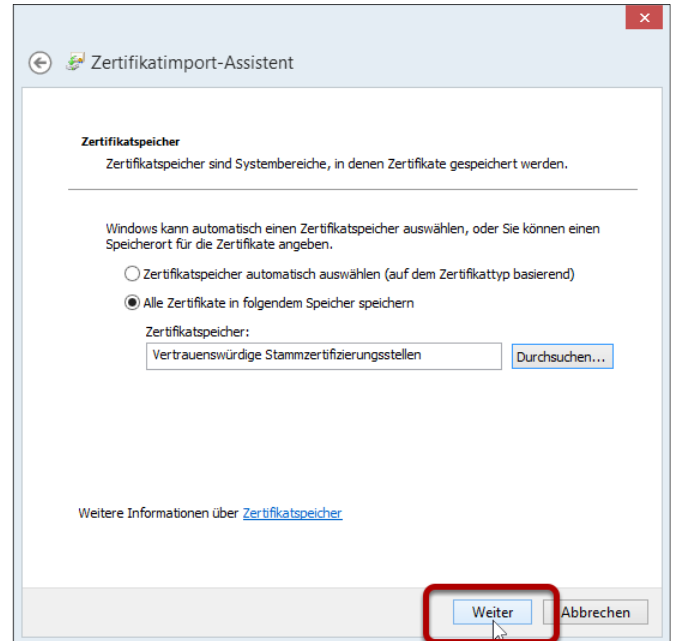 Zertifikatimport-Assistent
Zertifikatspeicher
Zertifikatspeicher sind Systembereiche, in denen Zertifikate gespeichert werden.
Windows kann automatisch einen Zertifikatspeicher auswählen, oder Sie können einen
Speicherort für die Zertifikate angeben.
Zertifikatspeicher automatisch auswählen (auf dem Zertifikattyp basierend)
Alle Zertifikate in folgendem Speicher speichern
Zertifikatspeicher:
Vertrauenswürdige Stammzertifizierungsstellen
Durchsuchen...
Weitere Informationen über Zertifikatspeicher
Weiter
Abbrechen